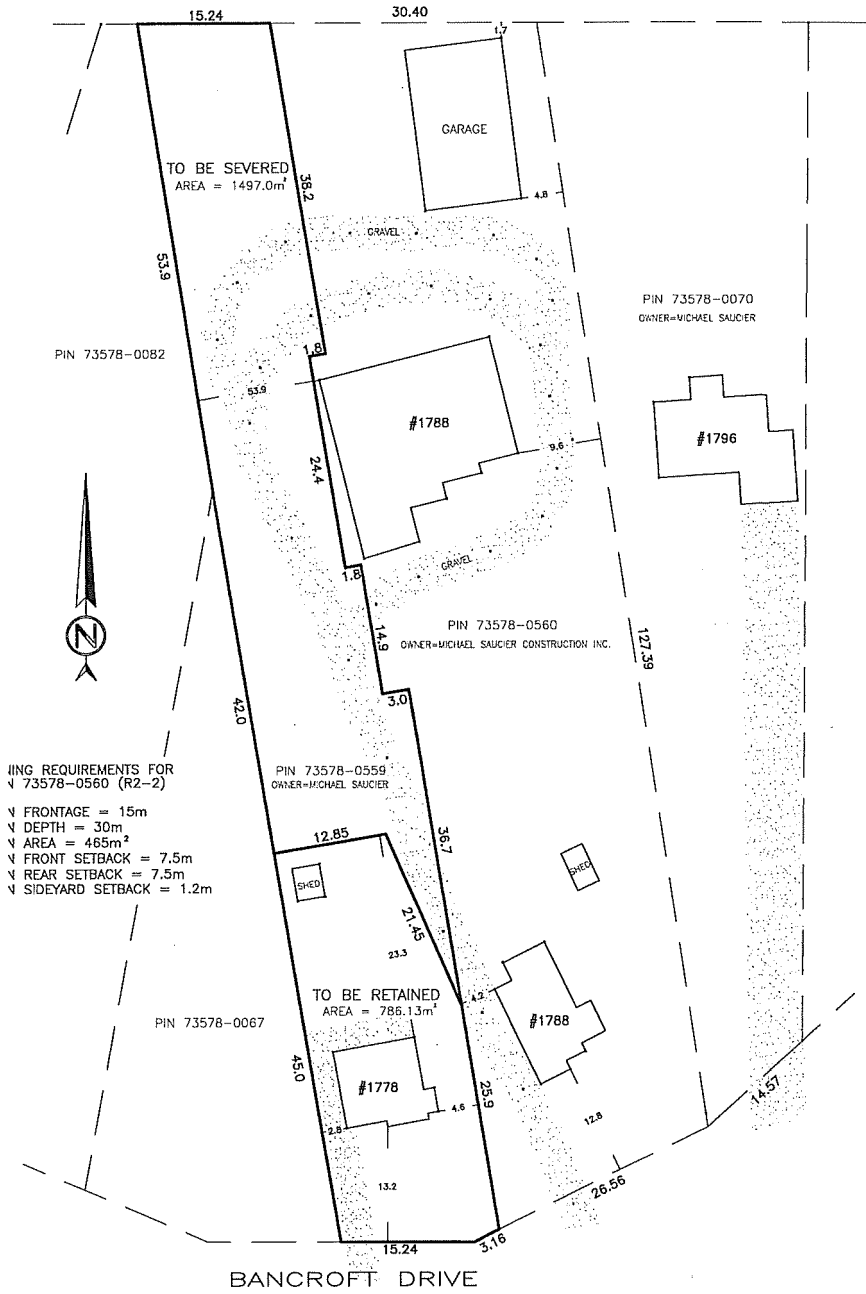 15.24
30.40
1.7
GARAGE
TO BE SEVERED
AREA = 1497.0m²
38.2
4.8
GRAVEL
53.9
PIN 73578-0070
OWNER=MICHAEL SAUCIER
PIN 73578-0082
1.8
53.9
#1788
#1796
9.6
24.4
GRAVEL
1.8
PIN 73578-0560
OWNER=MICHAEL SAUCIER CONSTRUCTION INC.
14.9
127.39
N
3.0
42.0
ING REQUIREMENTS FOR
73578-0560 (R2-2)
FRONTAGE = 15m
DEPTH = 30m
AREA = 465m²
FRONT SETBACK = 7.5m
REAR SETBACK = 7.5m
SIDEYARD SETBACK = 1.2m
PIN 73578-0559
OWNER=MICHAEL SAUCIER
12.85
36.7
SHED
SHED
21.45
23.3
TO BE RETAINED
AREA = 786.13m²
4.2
#1788
PIN 73578-0067
45.0
#1778
25.9
4.6
2.8
12.8
14.57
13.2
26.56
15.24
3.16
BANCROFT DRIVE